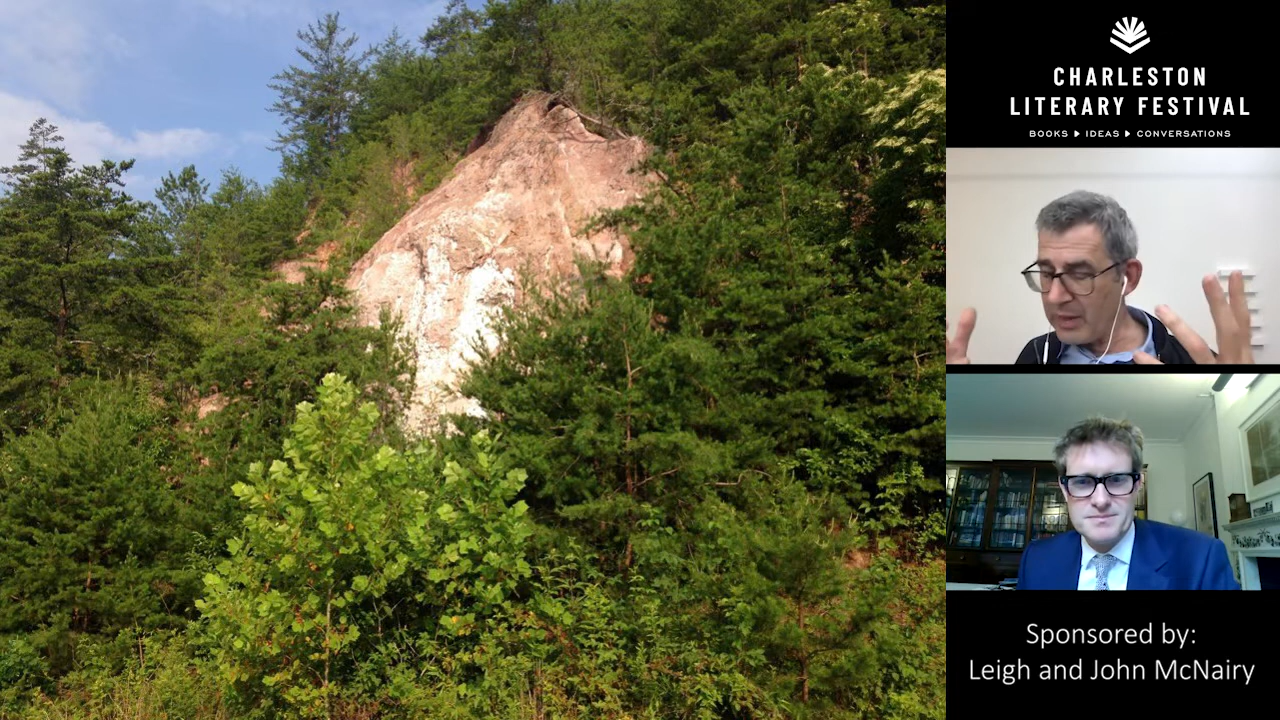 CHARLESTON
LITERARY FESTIVAL
BOOKS ▶ IDEAS ▶ CONVERSATIONS
Sponsored by:
Leigh and John McNairy